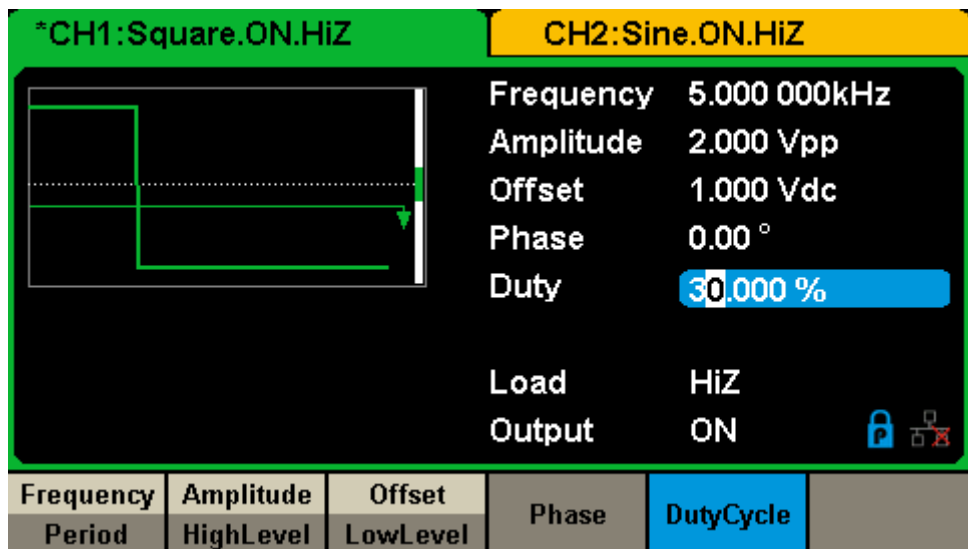 *CH1:Square.ON.HiZ
CH2:Sine.ON.HiZ
Frequency 5.000 000kHz
Amplitude 2.000 Vpp
Offset 1.000 Vdc
Phase 0.00 °
Duty 30.000 %
Load HiZ
Output ON
P
Frequency Amplitude Offset
Phase DutyCycle
Period HighLevel LowLevel